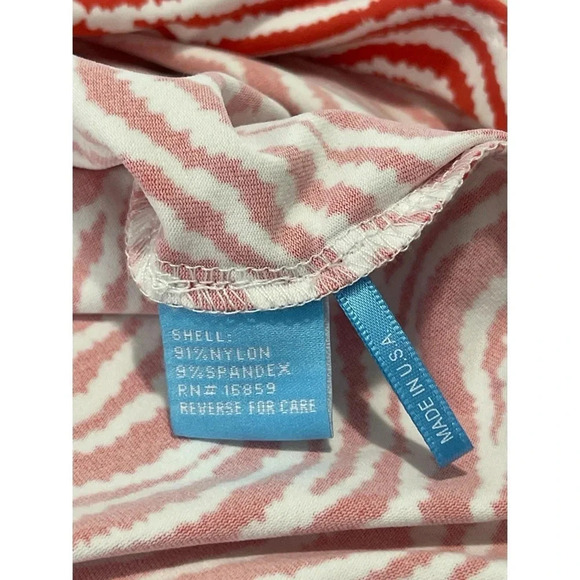 SHELL:
91%NYLON
9%SPANDEX
RN# 16859
REVERSE FOR CARE
MADE IN U.S.A.